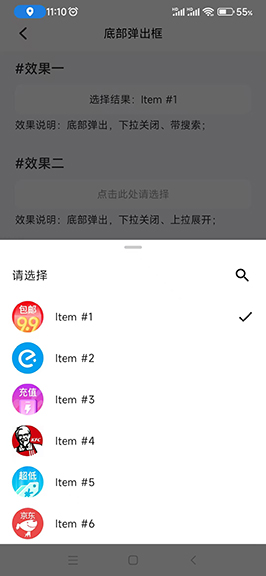 11:10
5G
5G
55%
底部弹出框
#效果一
选择结果：Item #1
效果说明：底部弹出，下拉关闭、带搜索；
#效果二
点击此处请选择
效果说明：底部弹出，下拉关闭、上拉展开；
请选择
包邮
9.9
Item #1
Item #2
充值
Item #3
KFC
Item #4
超低
Item #5
京东
Item #6